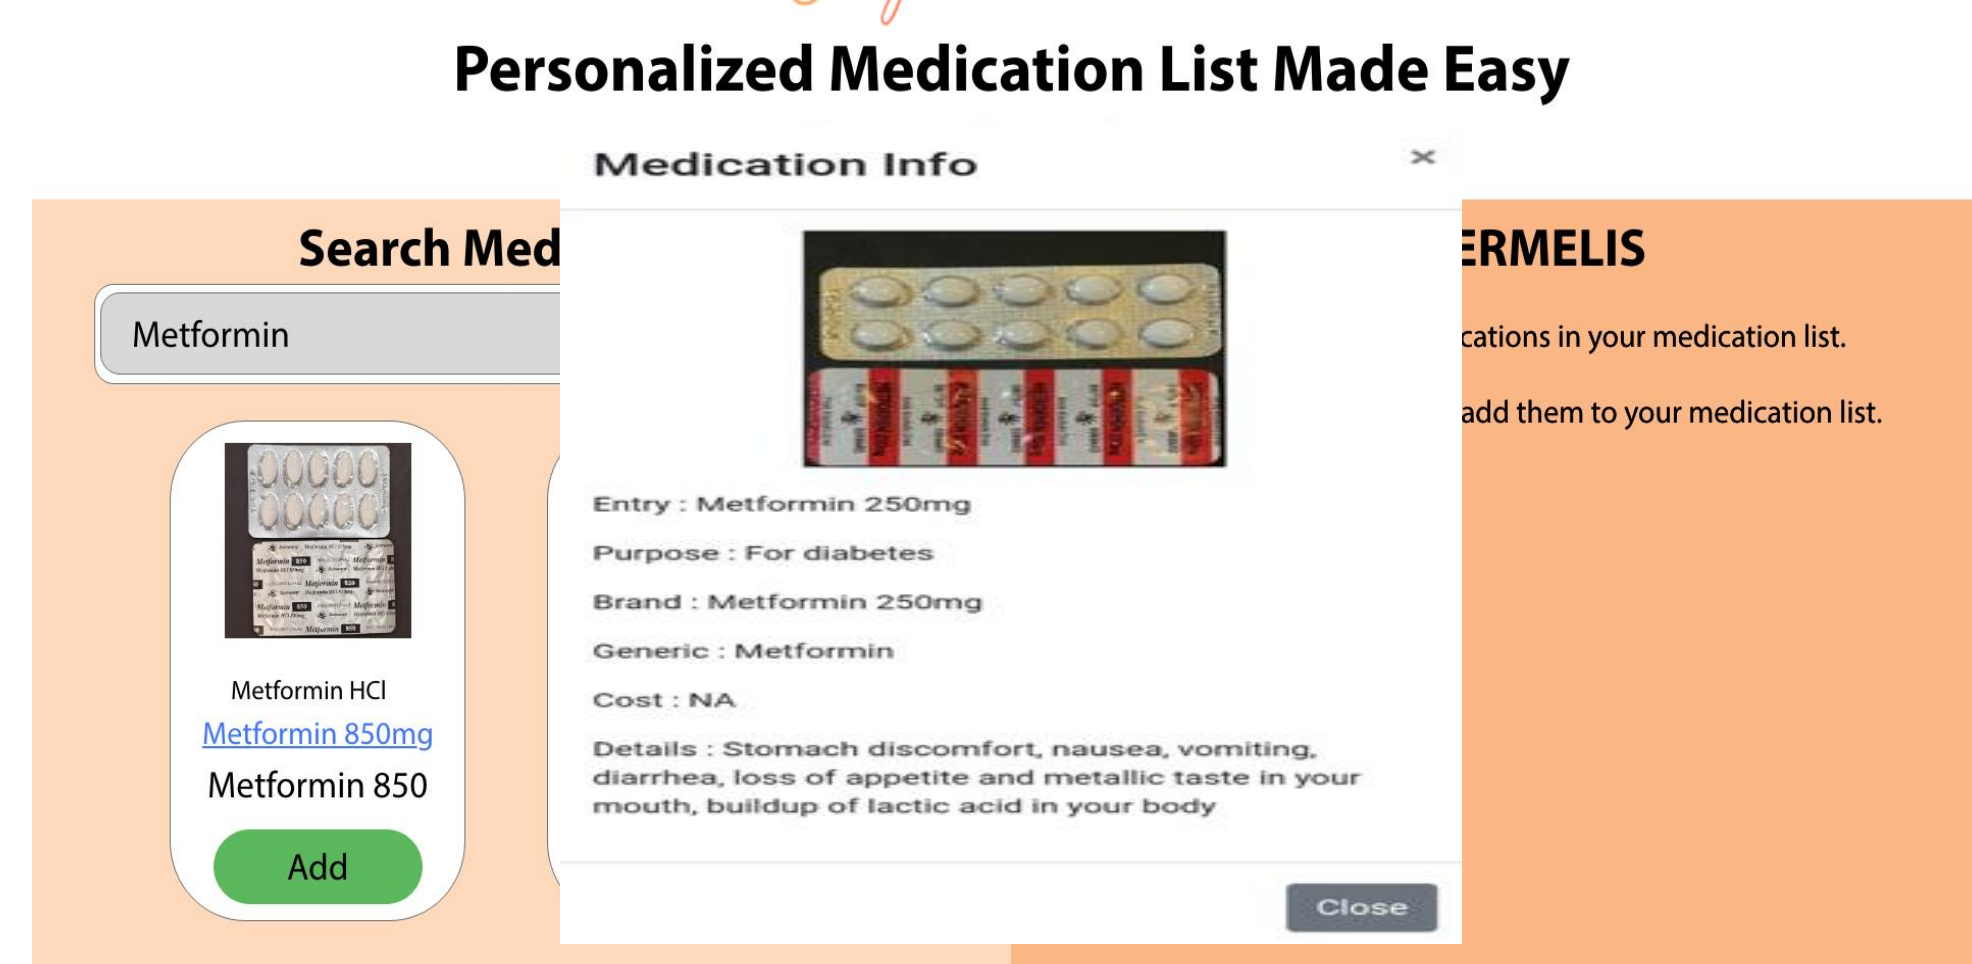 Personalized Medication List Made Easy
Medication Info ×
Search Med
ERMELIS
Metformin
cations in your medication list.
add them to your medication list.
Metformin HCl
Metformin 850mg
Metformin 850
Add
Entry : Metformin 250mg
Purpose : For diabetes
Brand : Metformin 250mg
Generic : Metformin
Cost : NA
Details : Stomach discomfort, nausea, vomiting,
diarrhea, loss of appetite and metallic taste in your
mouth, buildup of lactic acid in your body
Close